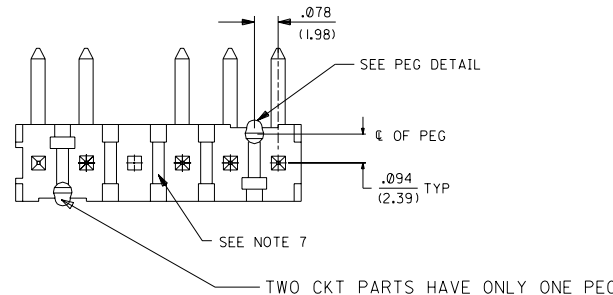 .078
(1.98)
SEE PEG DETAIL
℄ OF PEG
.094 TYP
(2.39)
SEE NOTE 7
TWO CKT PARTS HAVE ONLY ONE PEG